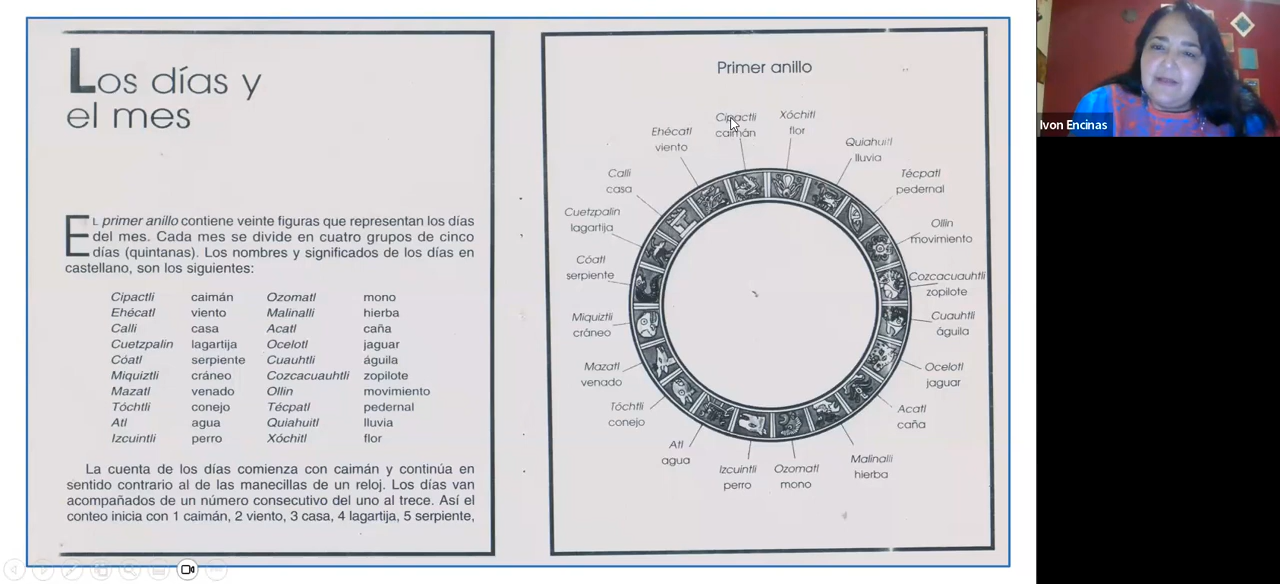 Los días y
el mes
EL primer anillo contiene veinte figuras que representan los días
del mes. Cada mes se divide en cuatro grupos de cinco
días (quintanas). Los nombres y significados de los días en
castellano, son los siguientes:
Cipactli caimán Ozomatl mono
Ehécatl viento Malinalli hierba
Calli casa Acatl caña
Cuetzpalin lagartija Ocelotl jaguar
Cóatl serpiente Cuauhtli águila
Miquiztli cráneo Cozcacuauhtli zopilote
Mazatl venado Ollin movimiento
Tóchtli conejo Técpatl pedernal
Atl agua Quiahuitl lluvia
Izcuintli perro Xóchitl flor
La cuenta de los días comienza con caimán y continúa en
sentido contrario al de las manecillas de un reloj. Los días van
acompañados de un número consecutivo del uno al trece. Así el
conteo inicia con 1 caimán, 2 viento, 3 casa, 4 lagartija, 5 serpiente,
Primer anillo
Cipactli
caimán
Xóchitl
flor
Ehécatl
viento
Quiahuitl
lluvia
Calli
casa
Técpatl
pedernal
Cuetzpalin
lagartija
Ollin
movimiento
Cóatl
serpiente
Cozcacuauhtli
zopilote
Miquiztli
cráneo
Cuauhtli
águila
Mazatl
venado
Ocelotl
jaguar
Tóchtli
conejo
Acatl
caña
Atl
agua
Malinalli
hierba
Izcuintli
perro
Ozomatl
mono
Ivon Encinas